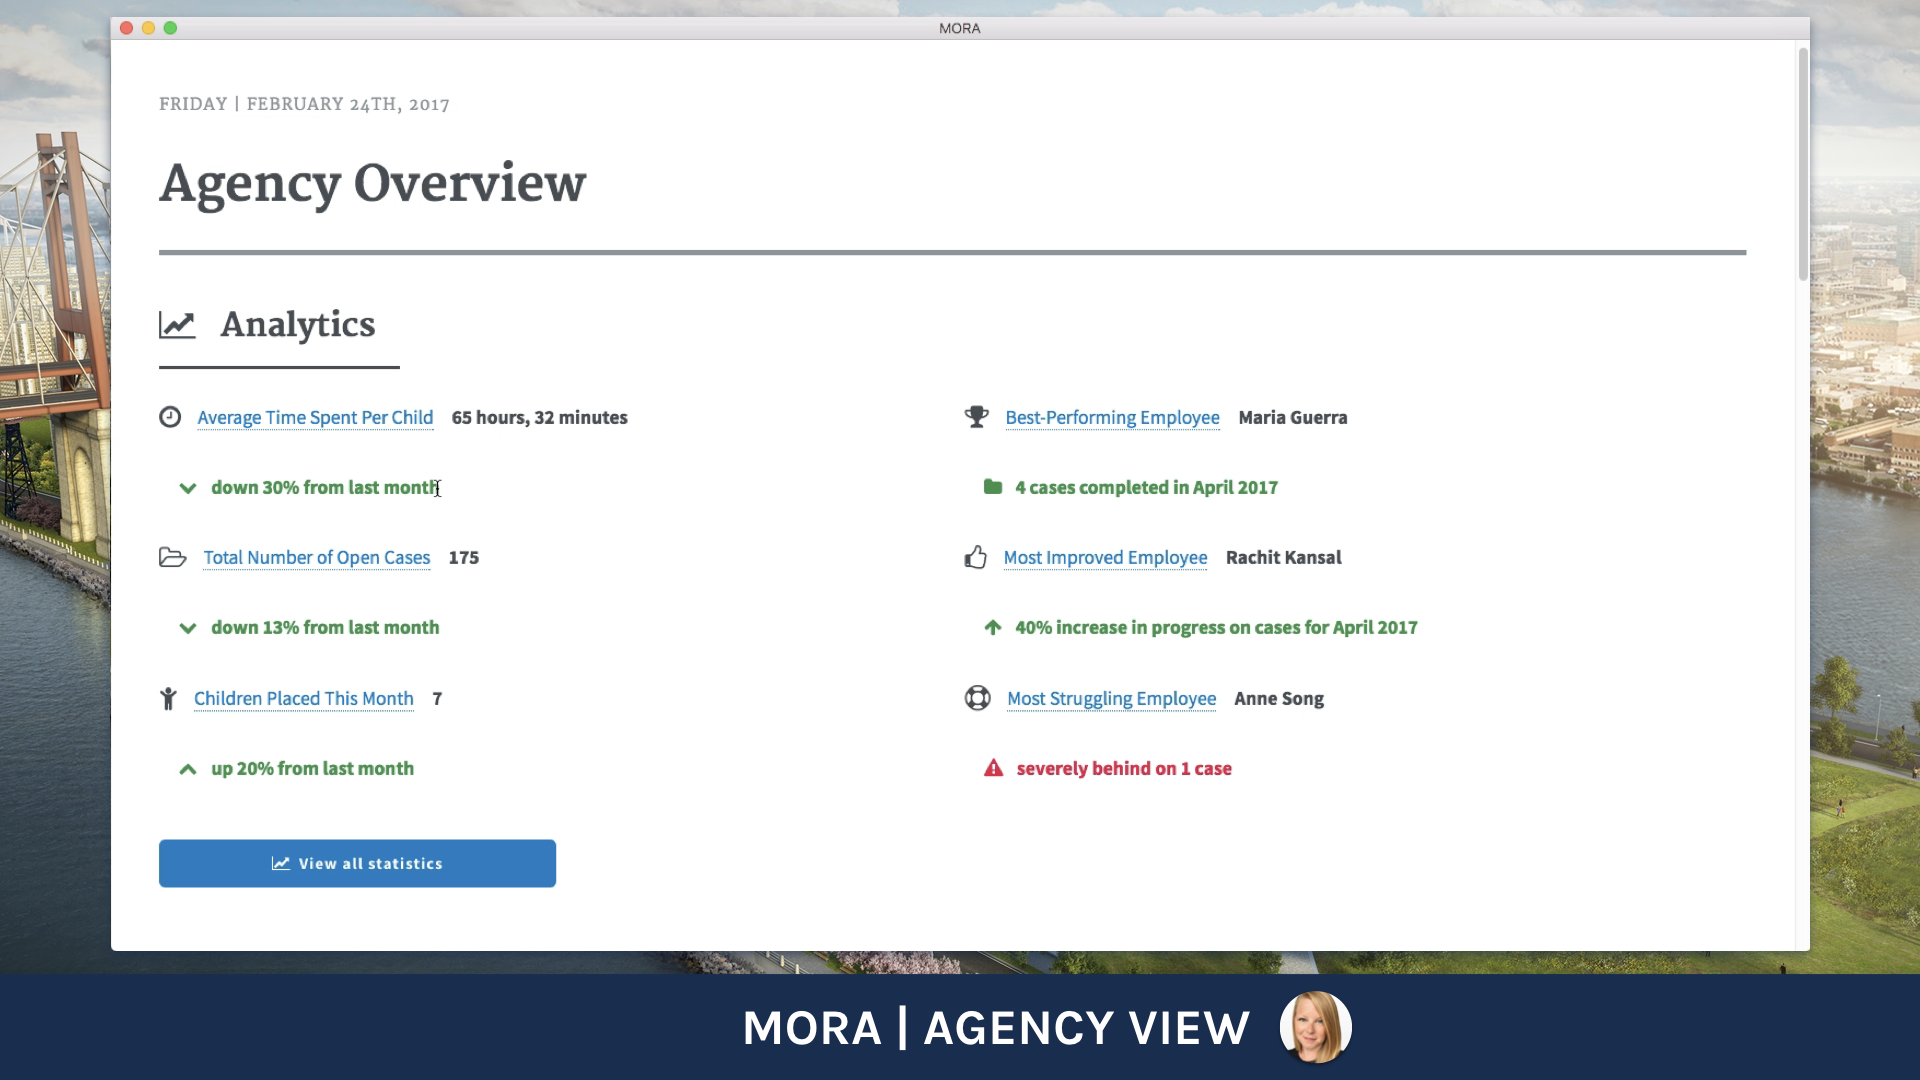 MORA
FRIDAY | FEBRUARY 24TH, 2017
Agency Overview
Analytics
Average Time Spent Per Child 65 hours, 32 minutes
down 30% from last month
Total Number of Open Cases 175
down 13% from last month
Children Placed This Month 7
up 20% from last month
Best-Performing Employee Maria Guerra
4 cases completed in April 2017
Most Improved Employee Rachit Kansal
40% increase in progress on cases for April 2017
Most Struggling Employee Anne Song
severely behind on 1 case
View all statistics
MORA | AGENCY VIEW